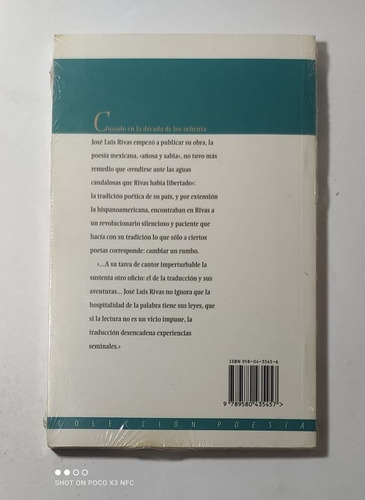 Cuando en la década de los ochenta
José Luis Rivas empezó a publicar su obra, la
poesía mexicana, «añosa y sabia», no tuvo más
remedio que «rendirse ante las aguas
caudalosas que Rivas había libertado»:
la tradición poética de su país, y por extensión
la hispanoamericana, encontraban en Rivas a
un revolucionario silencioso y paciente que
hacía con su tradición lo que sólo a ciertos
poetas corresponde: cambiar un rumbo.
«...A su tarea de cantor imperturbable la
sustenta otro oficio: el de la traducción y sus
aventuras... José Luis Rivas no ignora que la
hospitalidad de la palabra tiene sus leyes, que
si la lectura no es un vicio impune, la
traducción desencadena experiencias
seminales.»
ISBN 958-04-3545-6
9 789580 435457 >
COLECCIÓN POESÍA
SHOT ON POCO X3 NFC